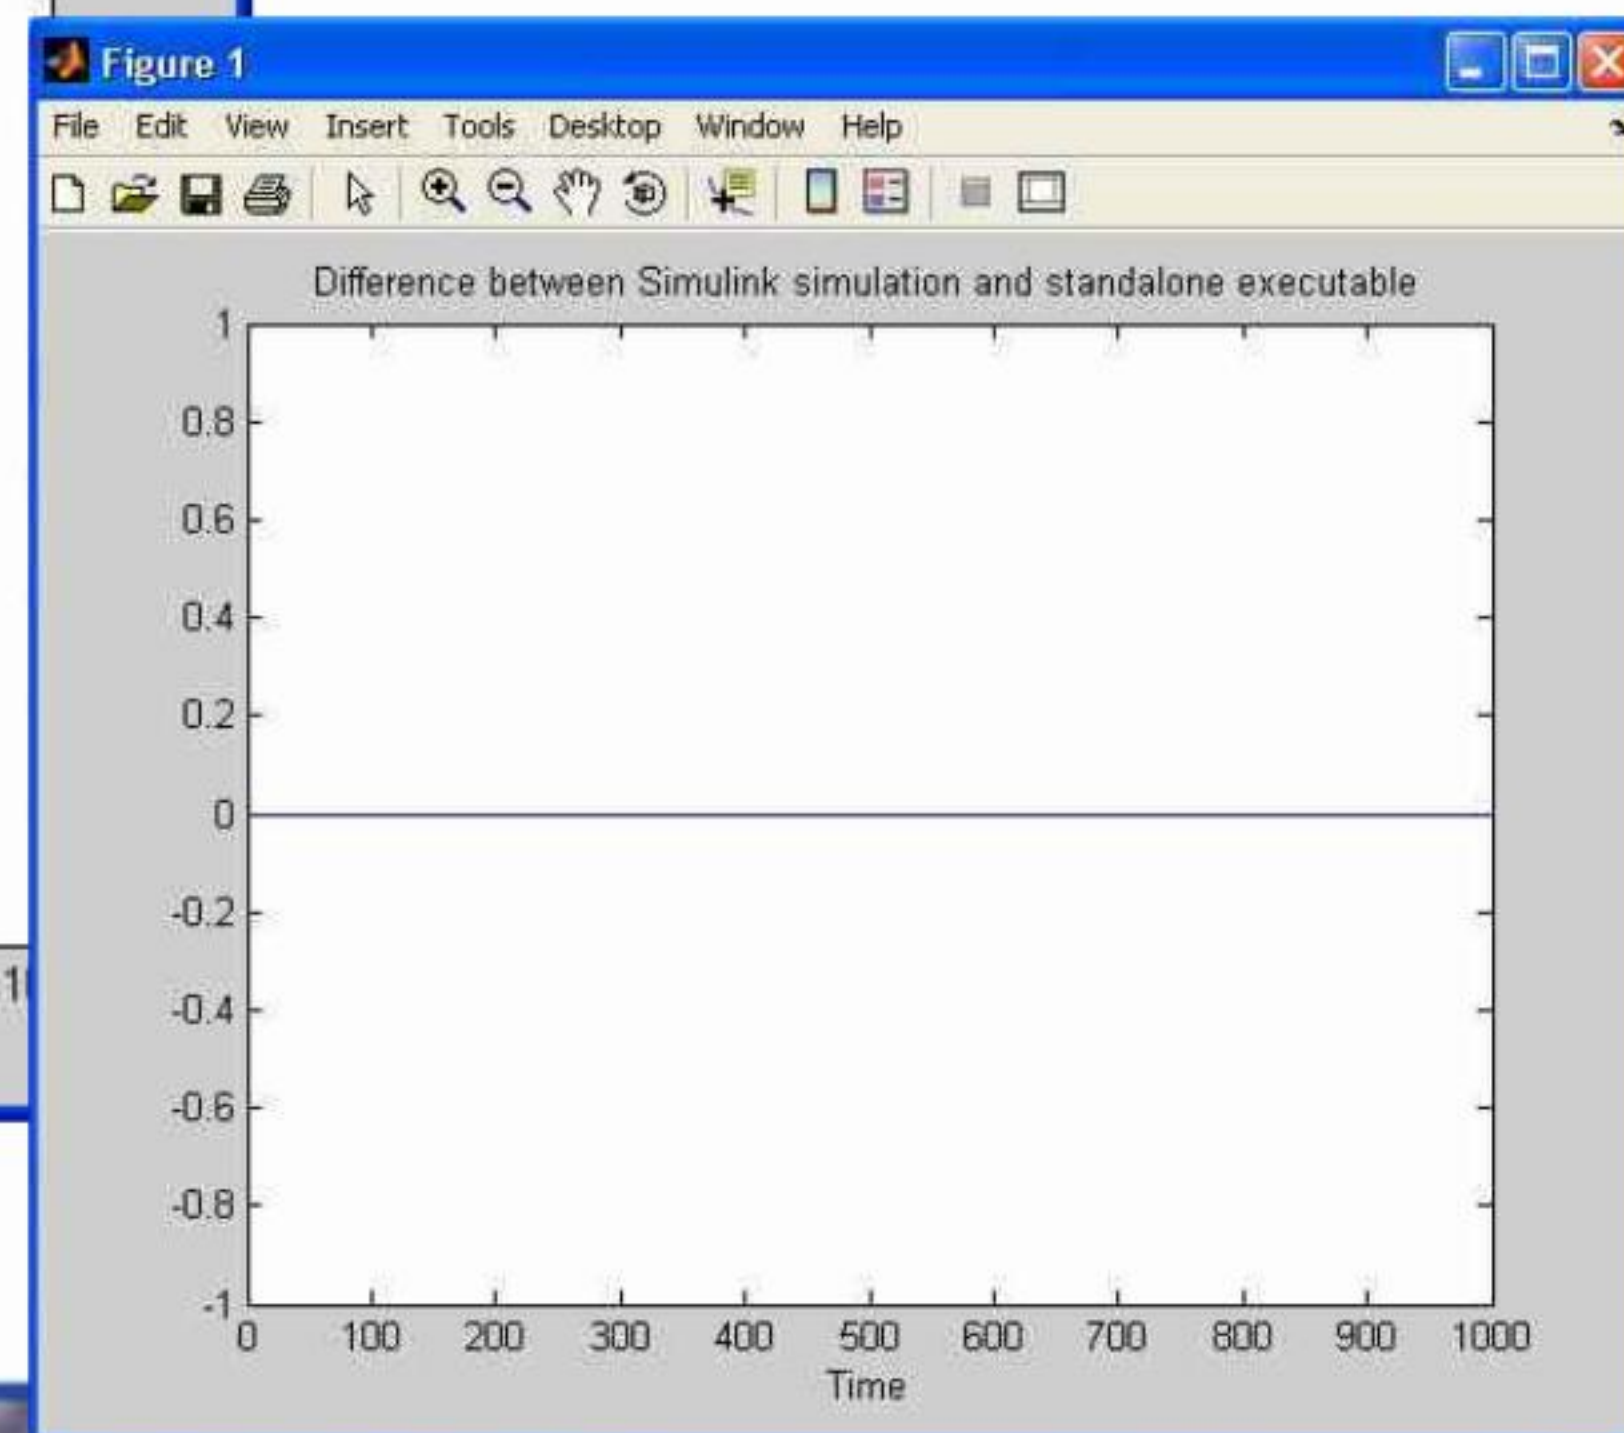 Figure 1
File Edit View Insert Tools Desktop Window Help
Difference between Simulink simulation and standalone executable
1
0.8
0.6
0.4
0.2
0
-0.2
-0.4
-0.6
-0.8
-1
0 100 200 300 400 500 600 700 800 900 1000
Time